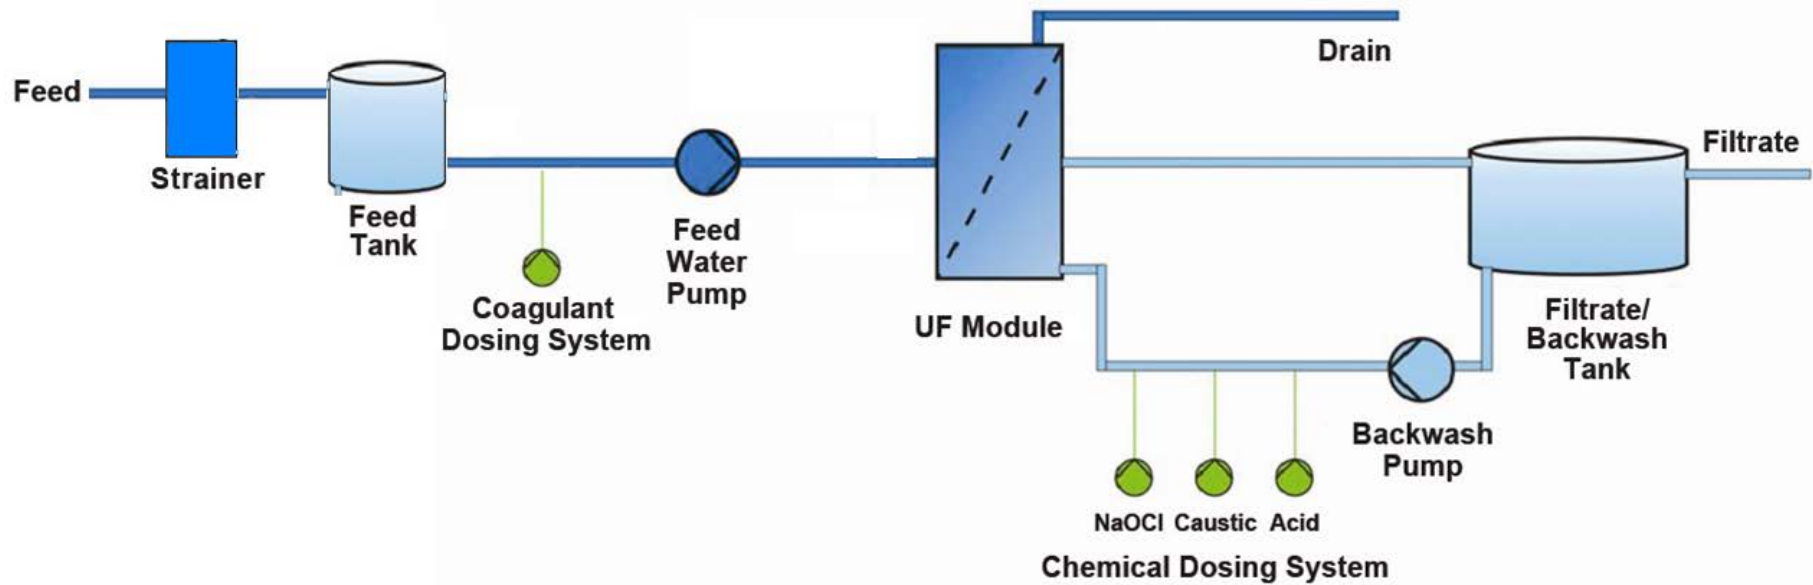 Feed
Strainer
Feed
Tank
Coagulant
Dosing System
Feed
Water
Pump
UF Module
Drain
Filtrate
Filtrate/
Backwash
Tank
Backwash
Pump
NaOCl Caustic Acid
Chemical Dosing System